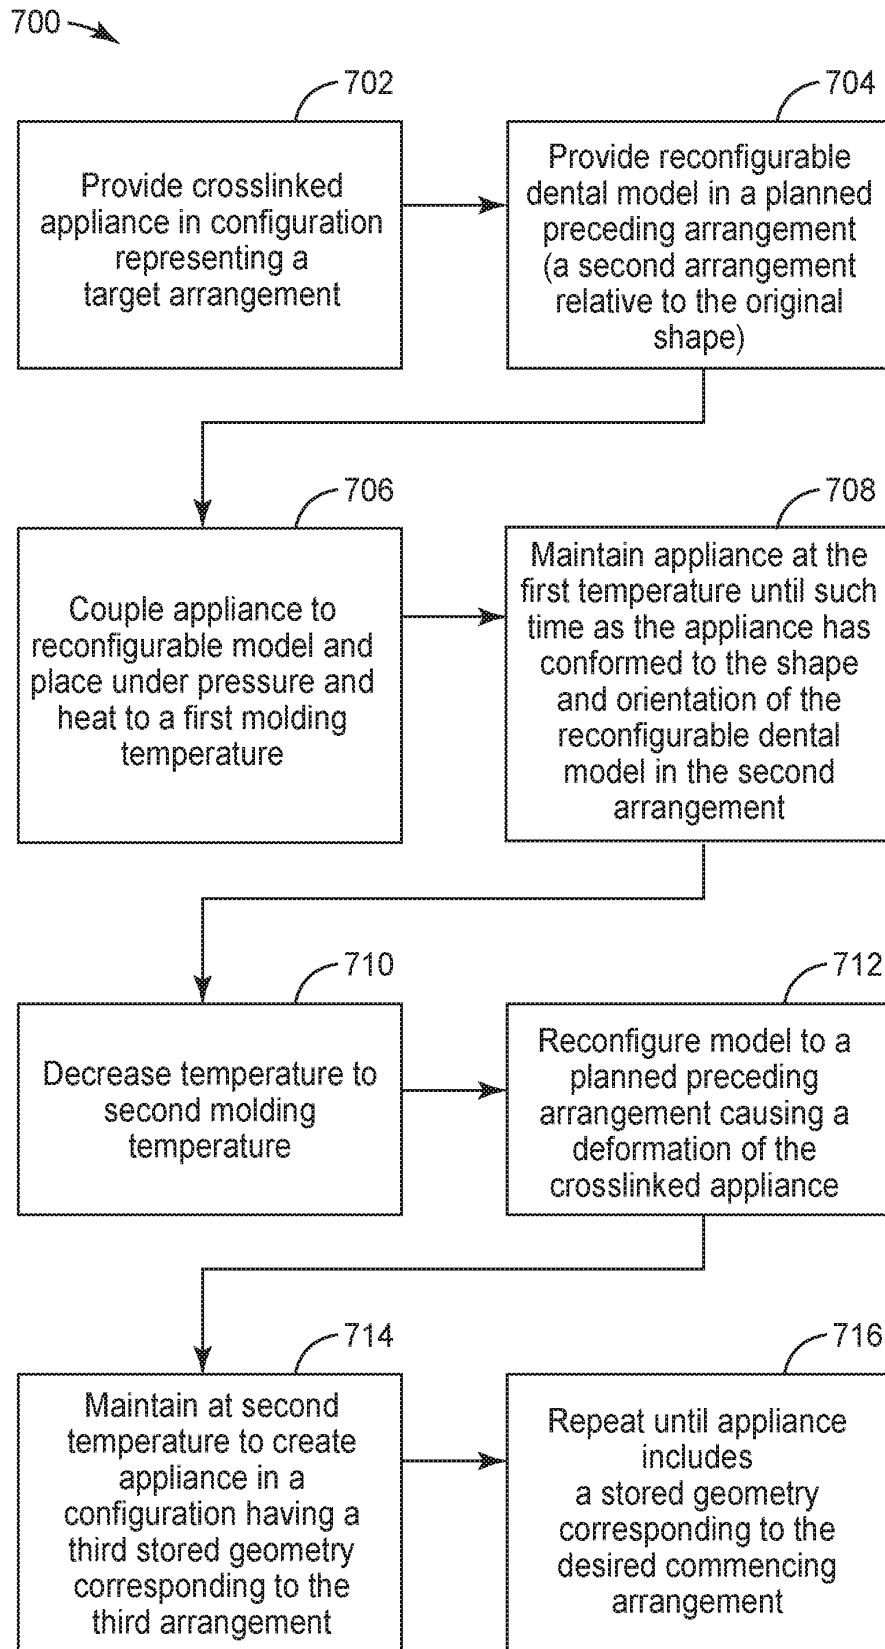 700
702
Provide crosslinked
appliance in configuration
representing a
target arrangement
704
Provide reconfigurable
dental model in a planned
preceding arrangement
(a second arrangement
relative to the original
shape)
706
Couple appliance to
reconfigurable model and
place under pressure and
heat to a first molding
temperature
708
Maintain appliance at the
first temperature until such
time as the appliance has
conformed to the shape
and orientation of the
reconfigurable dental
model in the second
arrangement
710
Decrease temperature to
second molding
temperature
712
Reconfigure model to a
planned preceding
arrangement causing a
deformation of the
crosslinked appliance
714
Maintain at second
temperature to create
appliance in a
configuration having a
third stored geometry
corresponding to the
third arrangement
716
Repeat until appliance
includes
a stored geometry
corresponding to the
desired commencing
arrangement